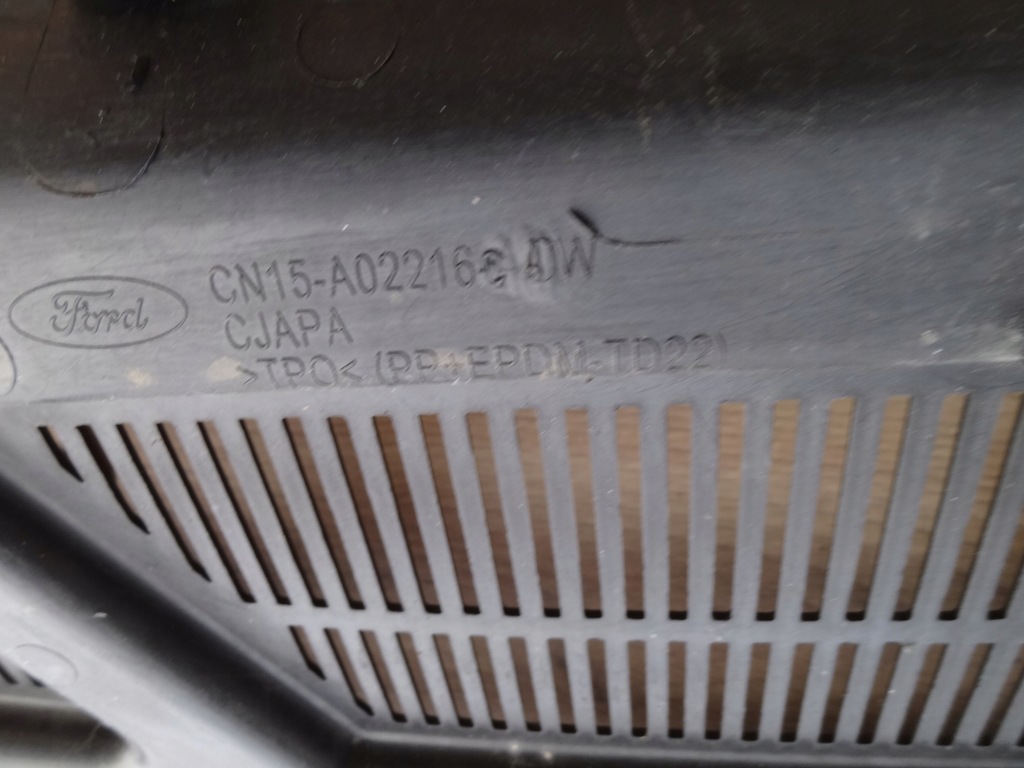 Ford
CN15-A02216
CJAPA
>TPO< (PP+EPDM-TD22)